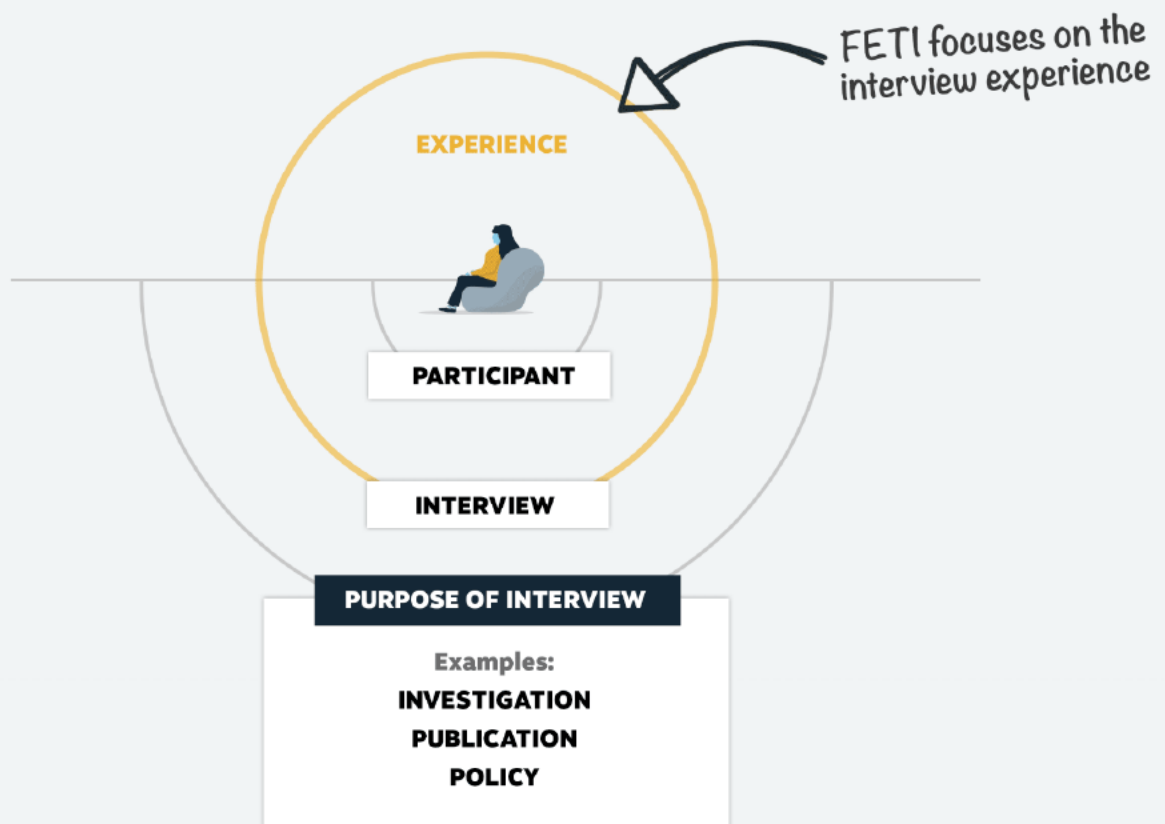 FETI focuses on the
interview experience
EXPERIENCE
PARTICIPANT
INTERVIEW
PURPOSE OF INTERVIEW
Examples:
INVESTIGATION
PUBLICATION
POLICY